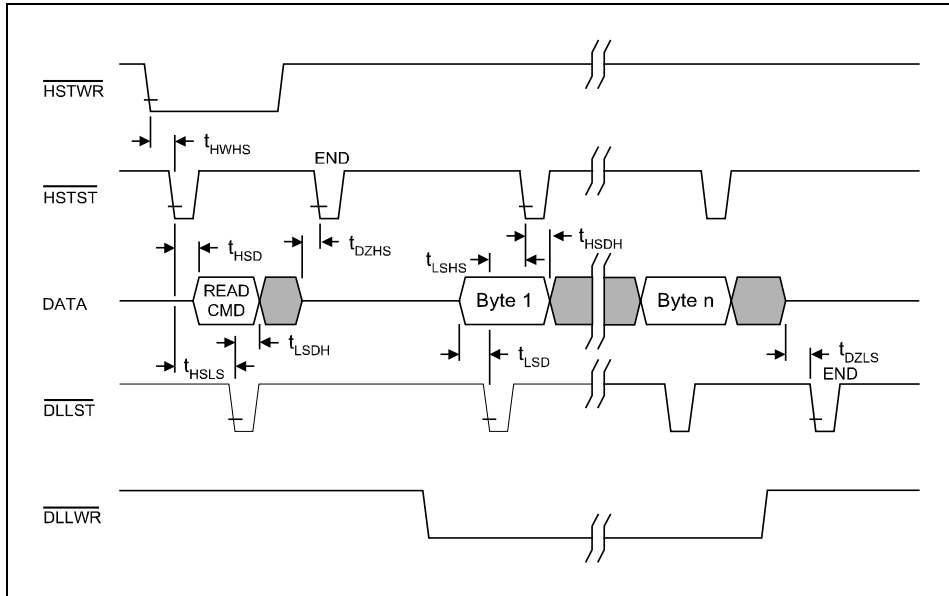 HSTWR
tHWHS
END
HSTST
tHSD
tDZHS
tHSDH
tLSHS
DATA
READ
CMD
Byte 1
Byte n
tLSDH
tLSD
tDZLS
tHSLS
END
DLLST
DLLWR